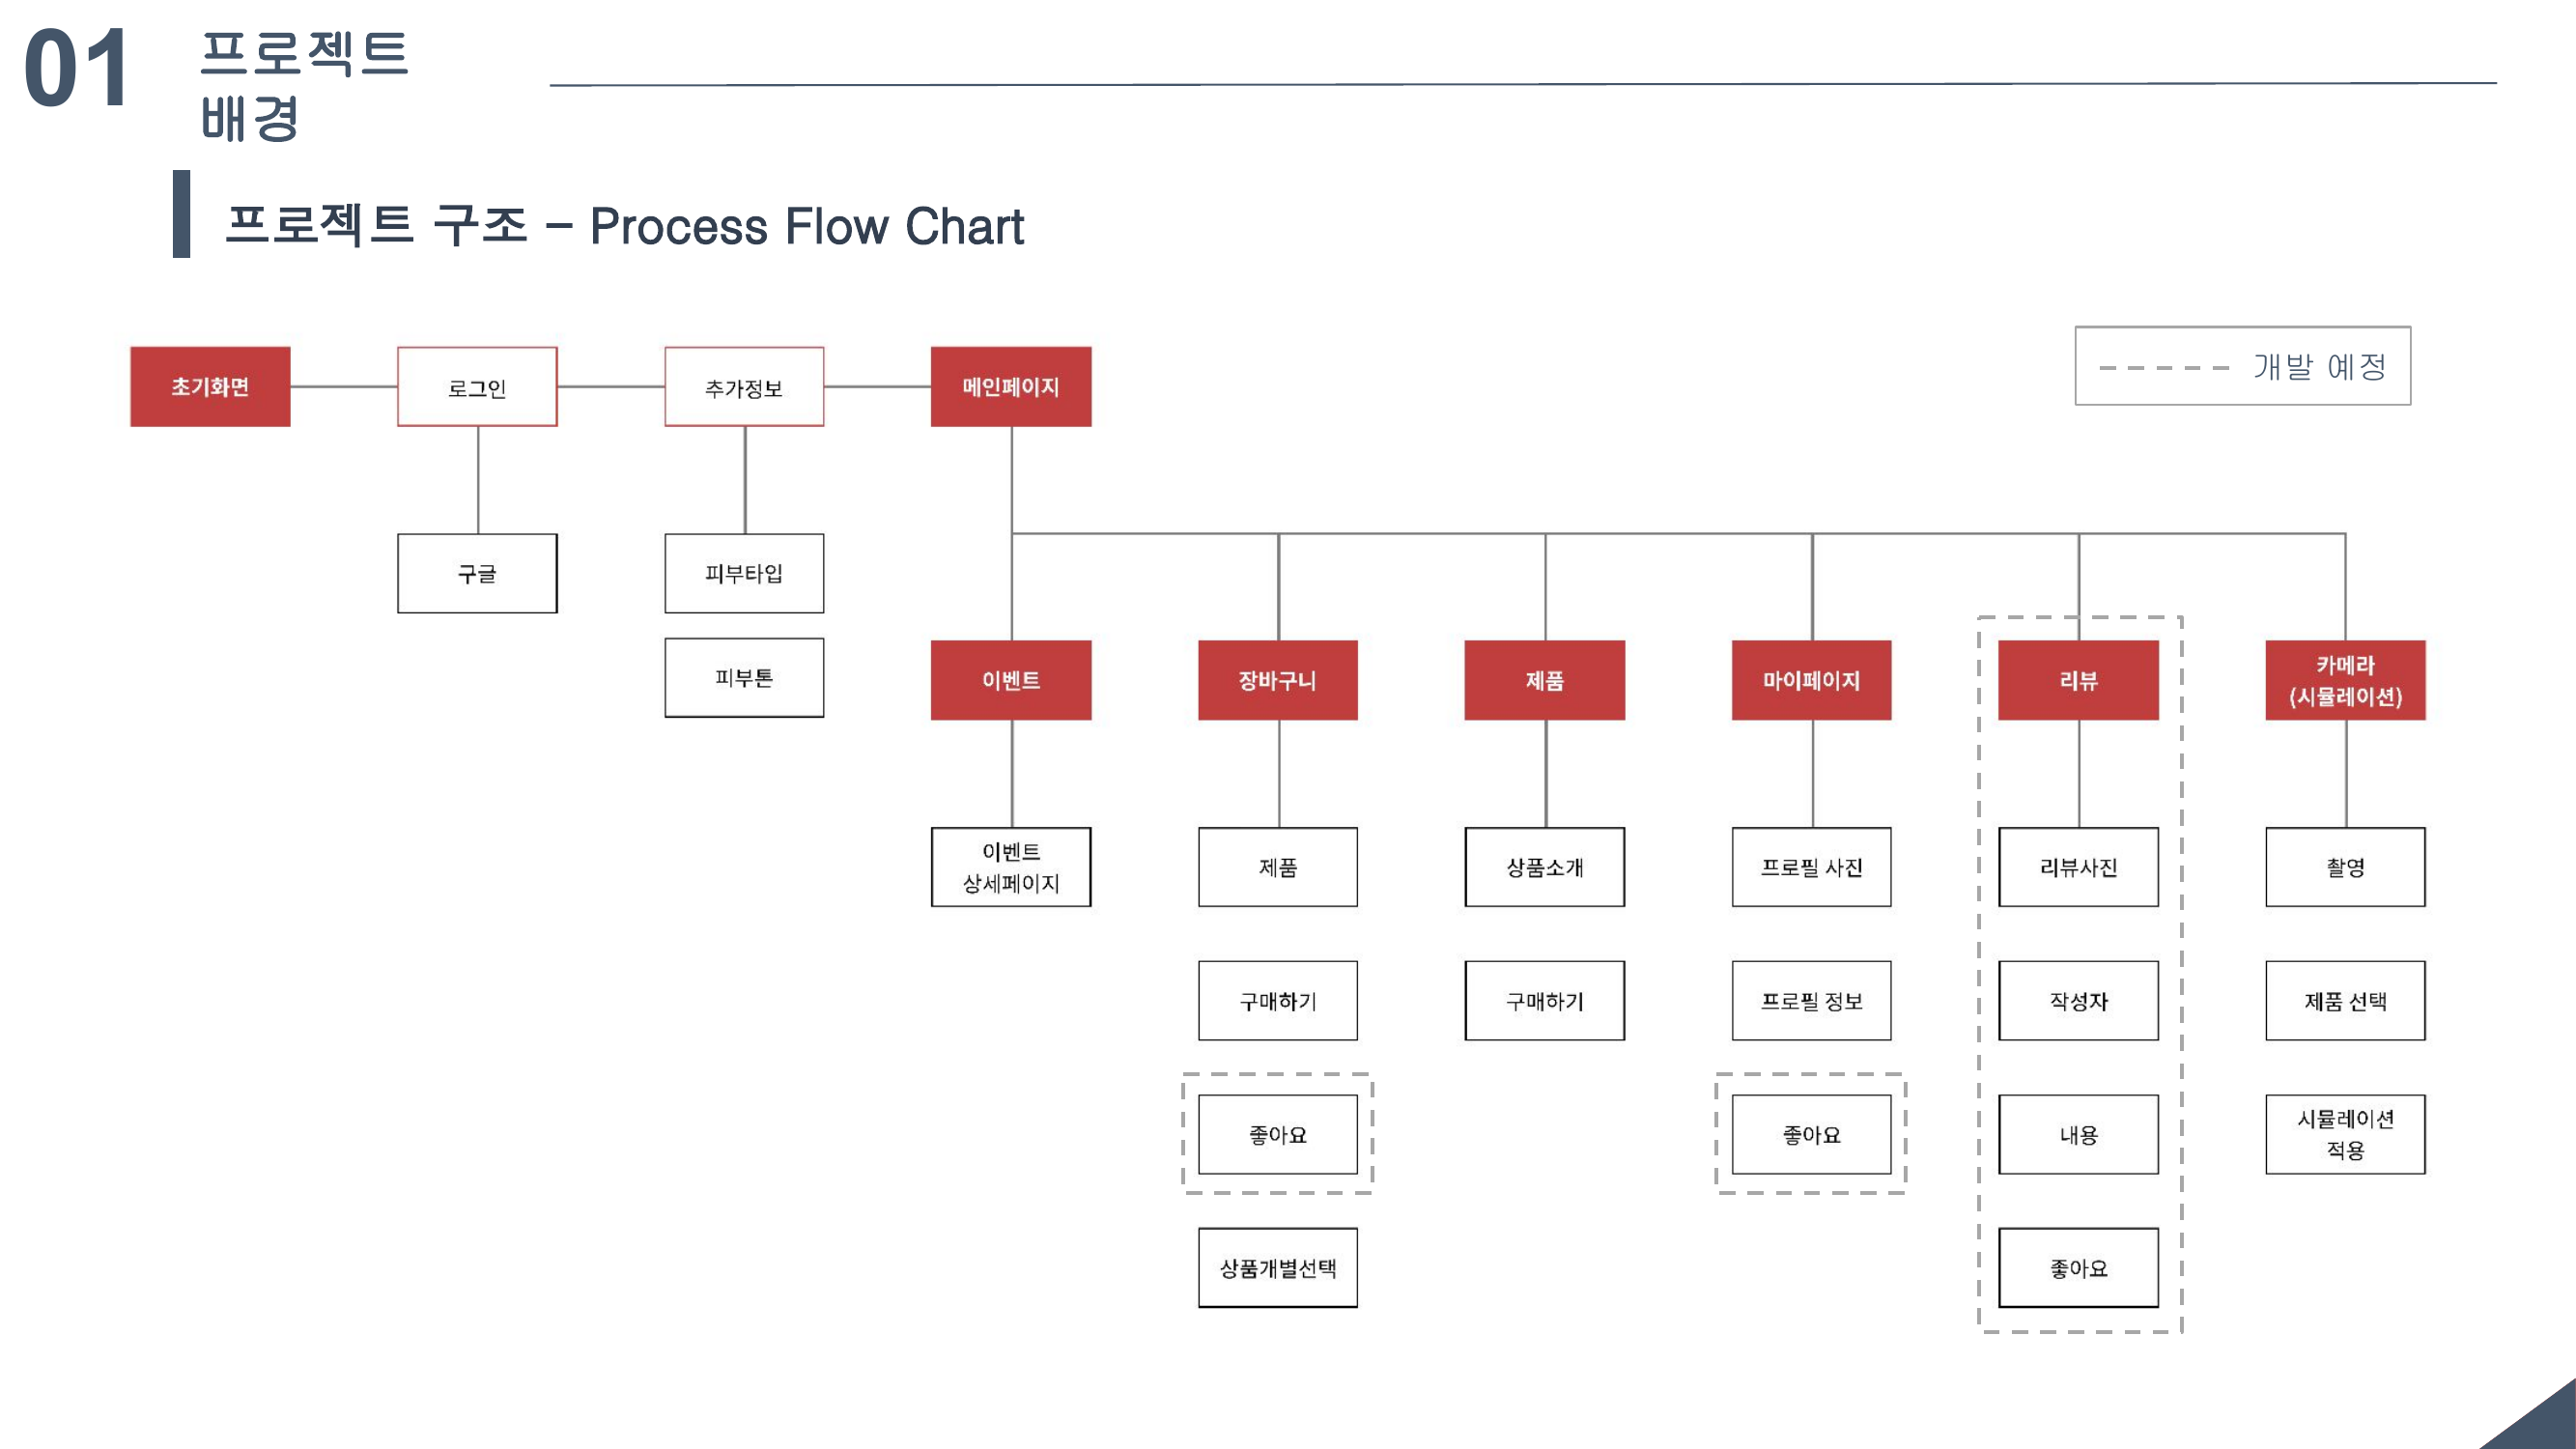 01
프로젝트
배경
프로젝트 구조 – Process Flow Chart
개발 예정
초기화면
로그인
추가정보
메인페이지
구글
피부타입
피부톤
이벤트
장바구니
제품
마이페이지
리뷰
카메라
(시뮬레이션)
이벤트
상세페이지
제품
상품소개
프로필 사진
리뷰사진
촬영
구매하기
구매하기
프로필 정보
작성자
제품 선택
좋아요
좋아요
내용
시뮬레이션
적용
상품개별선택
좋아요